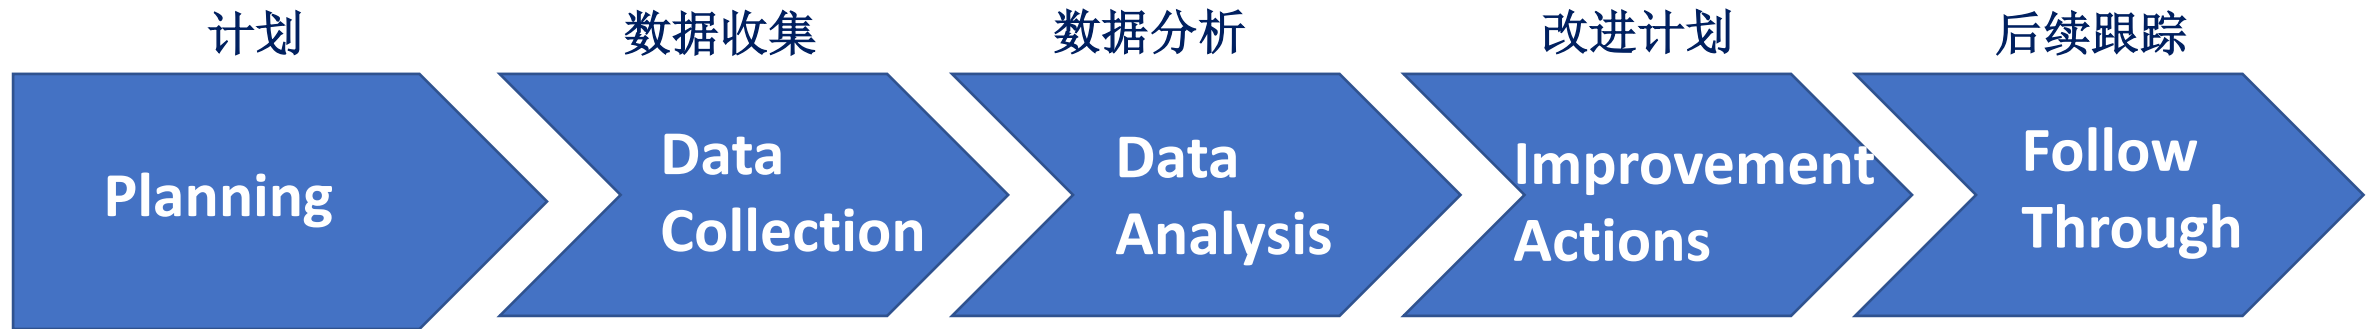 计划
数据收集
数据分析
改进计划
后续跟踪
Planning
Data
Collection
Data
Analysis
Improvement
Actions
Follow
Through